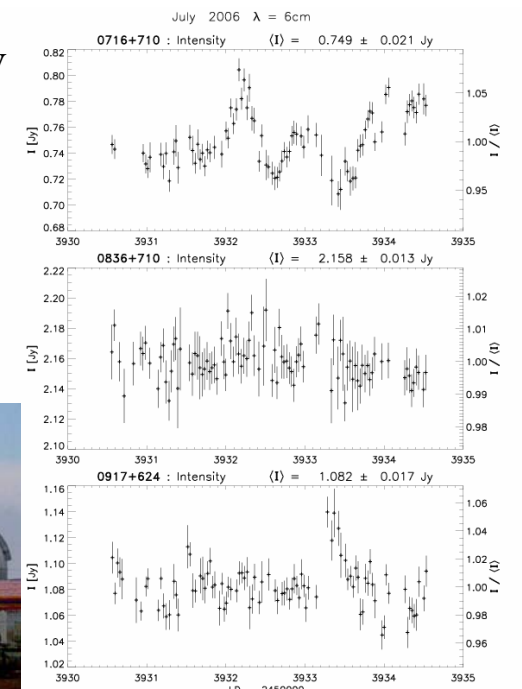 July 2006 λ = 6cm
y
0716+710 : Intensity ⟨I⟩ = 0.749 ± 0.021 Jy
0.82
0.80
0.78
0.76
0.74
0.72
0.70
0.68
I [Jy]
1.05
1.00
0.95
I / ⟨I⟩
3930 3931 3932 3933 3934 3935
0836+710 : Intensity ⟨I⟩ = 2.158 ± 0.013 Jy
2.22
2.20
2.18
2.16
2.14
2.12
2.10
I [Jy]
1.02
1.01
1.00
0.99
0.98
I / ⟨I⟩
3930 3931 3932 3933 3934 3935
0917+624 : Intensity ⟨I⟩ = 1.082 ± 0.017 Jy
1.16
1.14
1.12
1.10
1.08
1.06
1.04
1.02
I [Jy]
1.06
1.04
1.02
1.00
0.98
0.96
I / ⟨I⟩
3930 3931 3932 3933 3934 3935